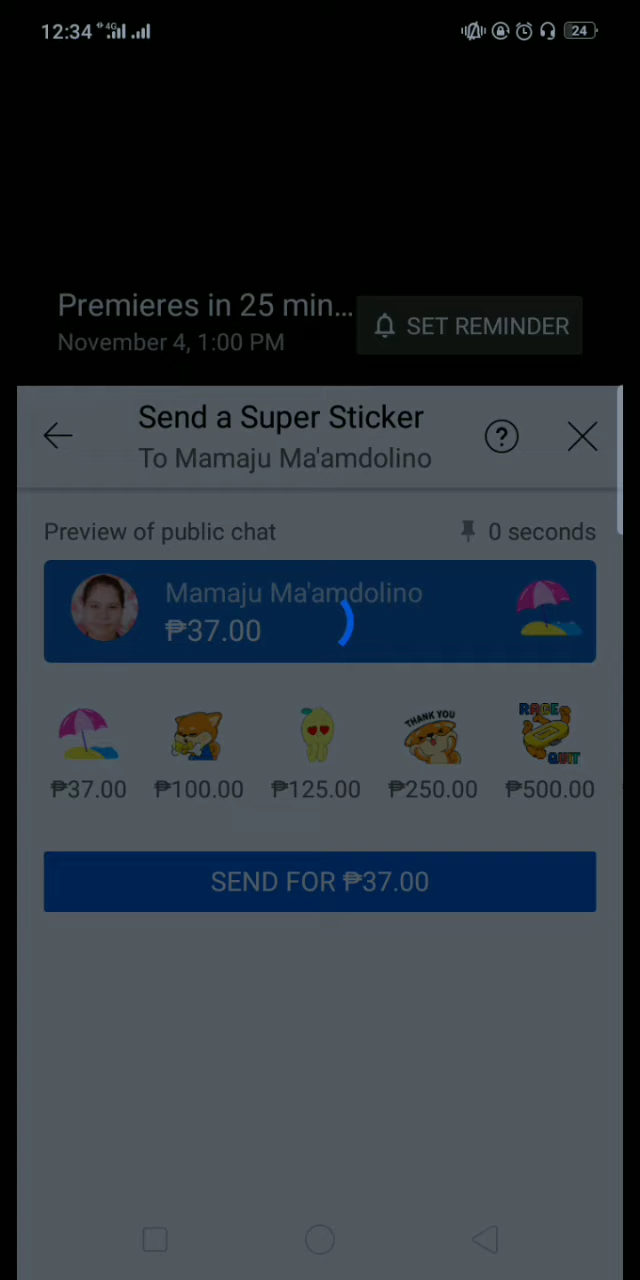 12:34 4G 24
Premieres in 25 min...
November 4, 1:00 PM
SET REMINDER
Send a Super Sticker
To Mamaju Ma'amdolino
Preview of public chat 0 seconds
Mamaju Ma'amdolino
₱37.00
THANK YOU
RAGE QUIT
₱37.00 ₱100.00 ₱125.00 ₱250.00 ₱500.00
SEND FOR ₱37.00